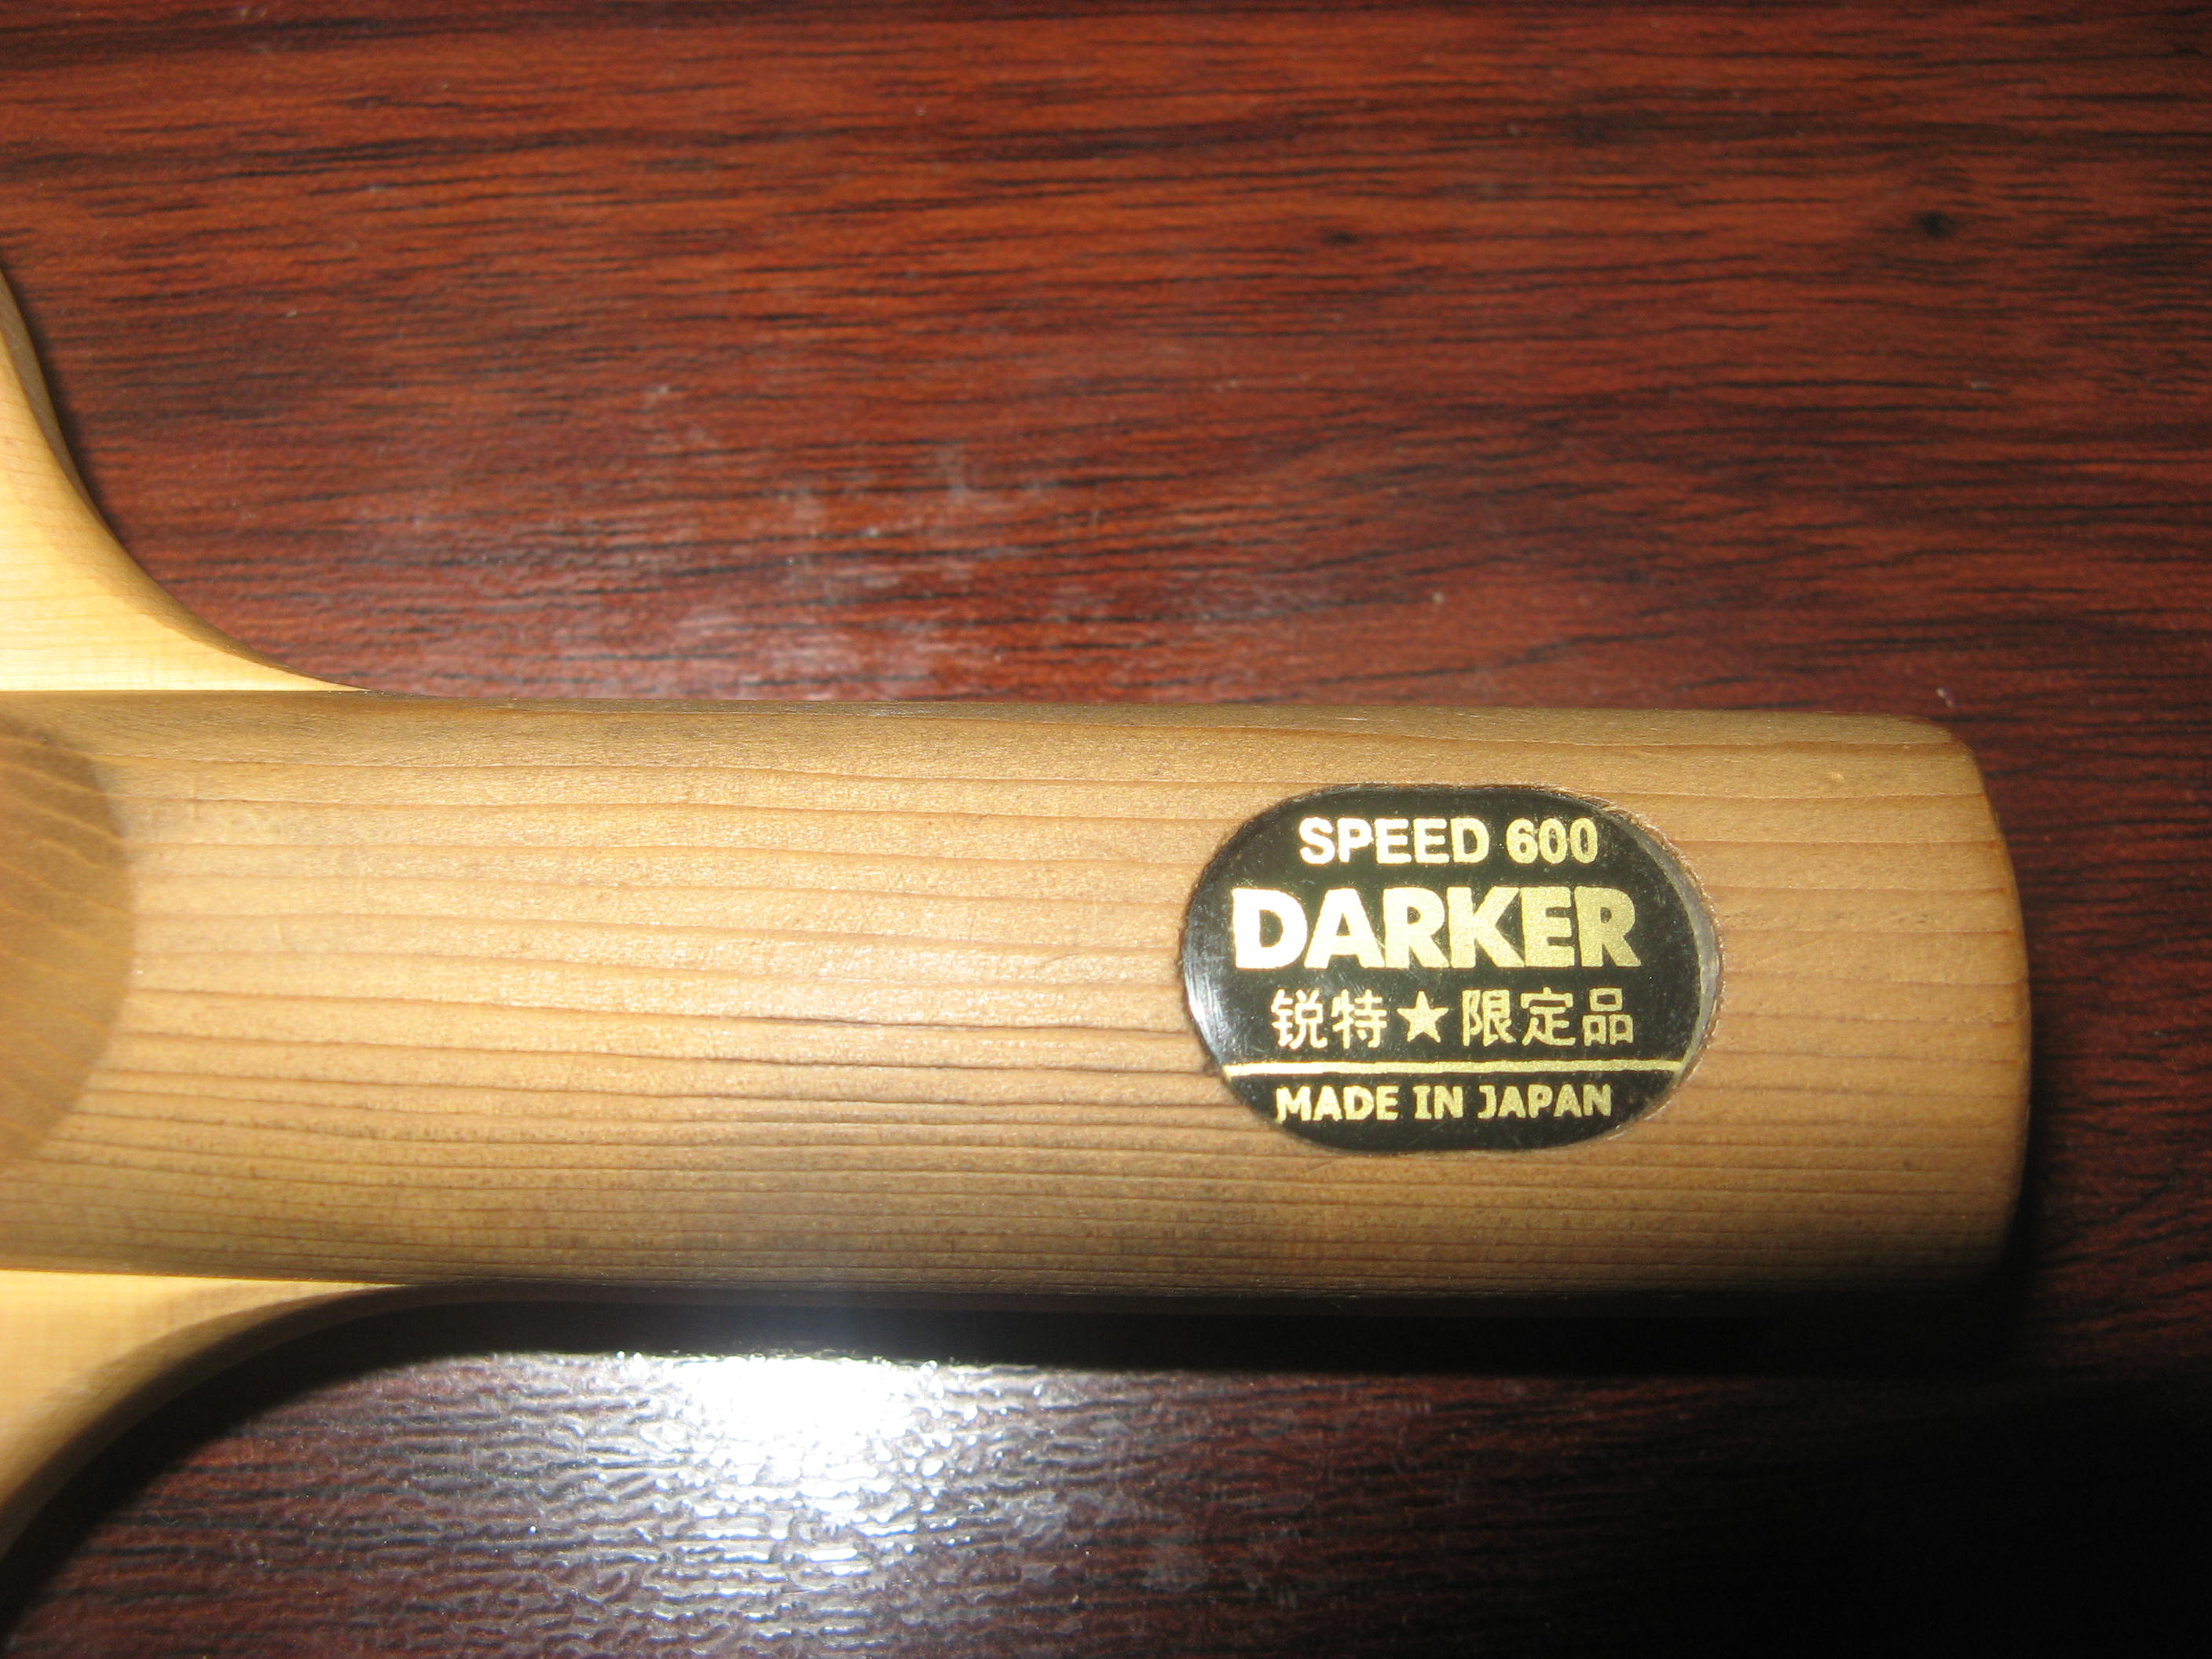 SPEED 600
DARKER
锐特★限定品
MADE IN JAPAN